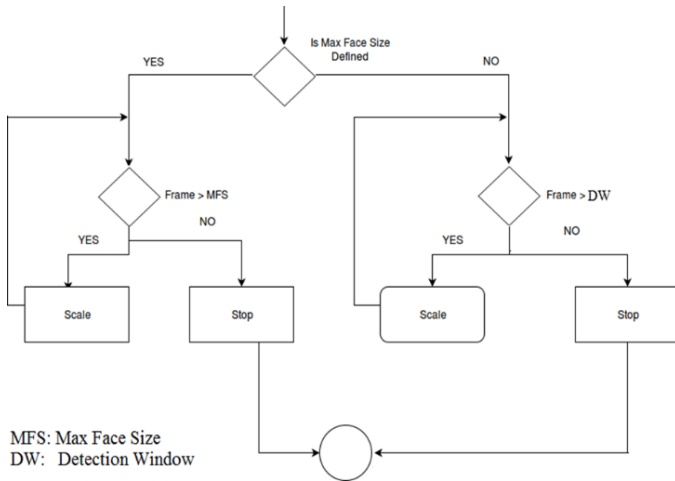 Is Max Face Size
Defined
YES
NO
Frame > MFS
Frame > DW
YES
NO
YES
NO
Scale
Stop
Scale
Stop
MFS: Max Face Size
DW: Detection Window